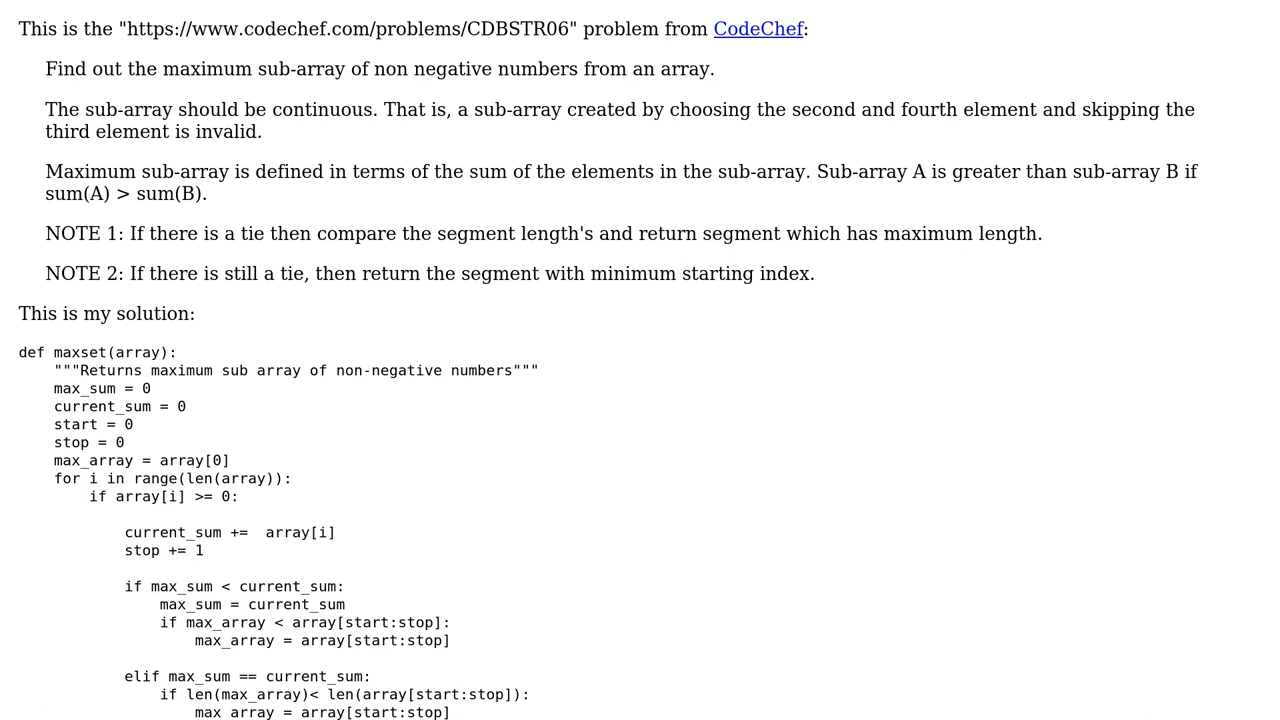 This is the "https://www.codechef.com/problems/CDBSTR06" problem from CodeChef:
Find out the maximum sub-array of non negative numbers from an array.
The sub-array should be continuous. That is, a sub-array created by choosing the second and fourth element and skipping the
third element is invalid.
Maximum sub-array is defined in terms of the sum of the elements in the sub-array. Sub-array A is greater than sub-array B if
sum(A) > sum(B).
NOTE 1: If there is a tie then compare the segment length's and return segment which has maximum length.
NOTE 2: If there is still a tie, then return the segment with minimum starting index.
This is my solution:
def maxset(array):
    """Returns maximum sub array of non-negative numbers"""
    max_sum = 0
    current_sum = 0
    start = 0
    stop = 0
    max_array = array[0]
    for i in range(len(array)):
        if array[i] >= 0:
            current_sum +=  array[i]
            stop += 1
            if max_sum < current_sum:
                max_sum = current_sum
                if max_array < array[start:stop]:
                    max_array = array[start:stop]
            elif max_sum == current_sum:
                if len(max_array)< len(array[start:stop]):
                    max_array = array[start:stop]